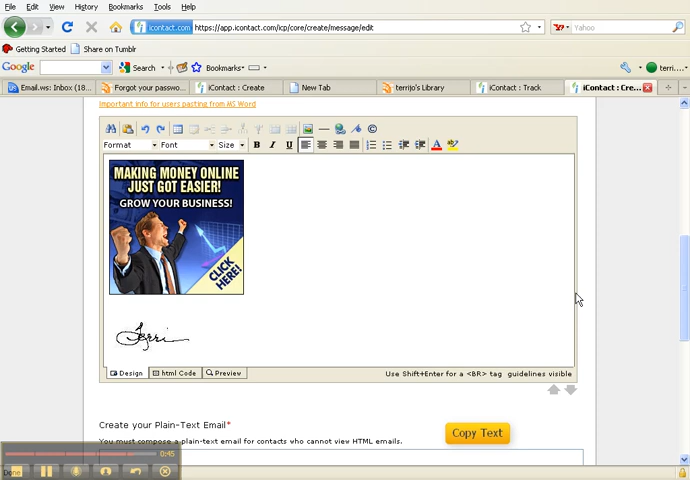 File Edit View History Bookmarks Tools Help
icontact.com https://app.icontact.com/icp/core/create/message/edit
Yahoo
Getting Started Share on Tumblr
Google Search Bookmarks terri....
Email.ws: Inbox (18... Forgot your passwo... iContact : Create New Tab terrijo's Library iContact : Track iContact : Cre...
Important info for users pasting from MS Word
Format Font Size B I U A ab
MAKING MONEY ONLINE
JUST GOT EASIER!
GROW YOUR BUSINESS!
CLICK
HERE!
Terri
Design html Code Preview Use Shift+Enter for a <BR> tag guidelines visible
Create your Plain-Text Email*
Copy Text
You must compose a plain-text email for contacts who cannot view HTML emails.
0:45
Done